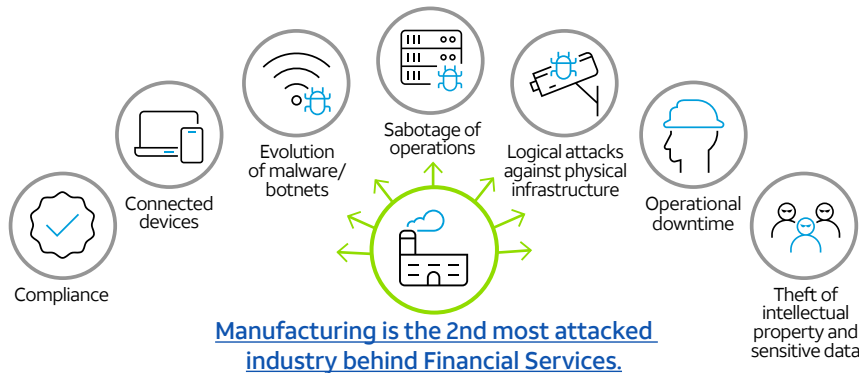 Compliance
Connected
devices
Evolution
of malware/
botnets
Sabotage of
operations
Logical attacks
against physical
infrastructure
Operational
downtime
Theft of
intellectual
property and
sensitive data
Manufacturing is the 2nd most attacked
industry behind Financial Services.